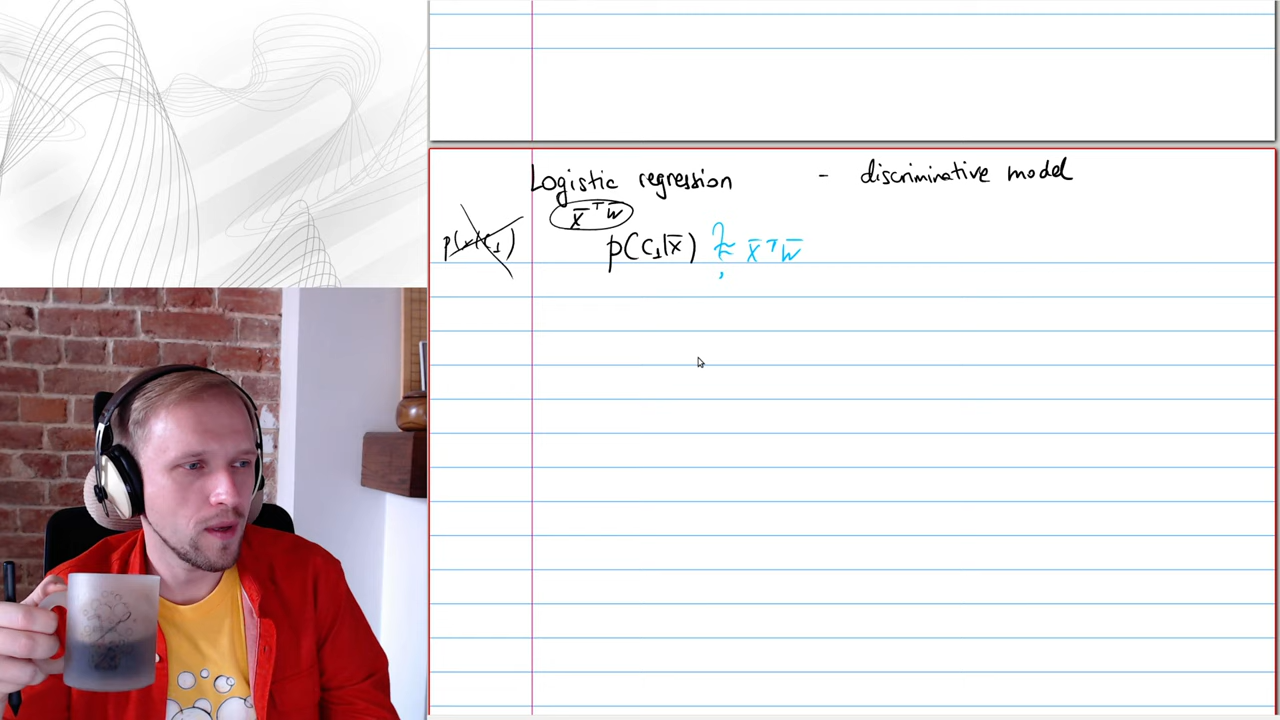 Logistic regression - discriminative model
x̄ᵀw̄
p(x|C₁) p(C₁|x̄) ≈? x̄ᵀw̄